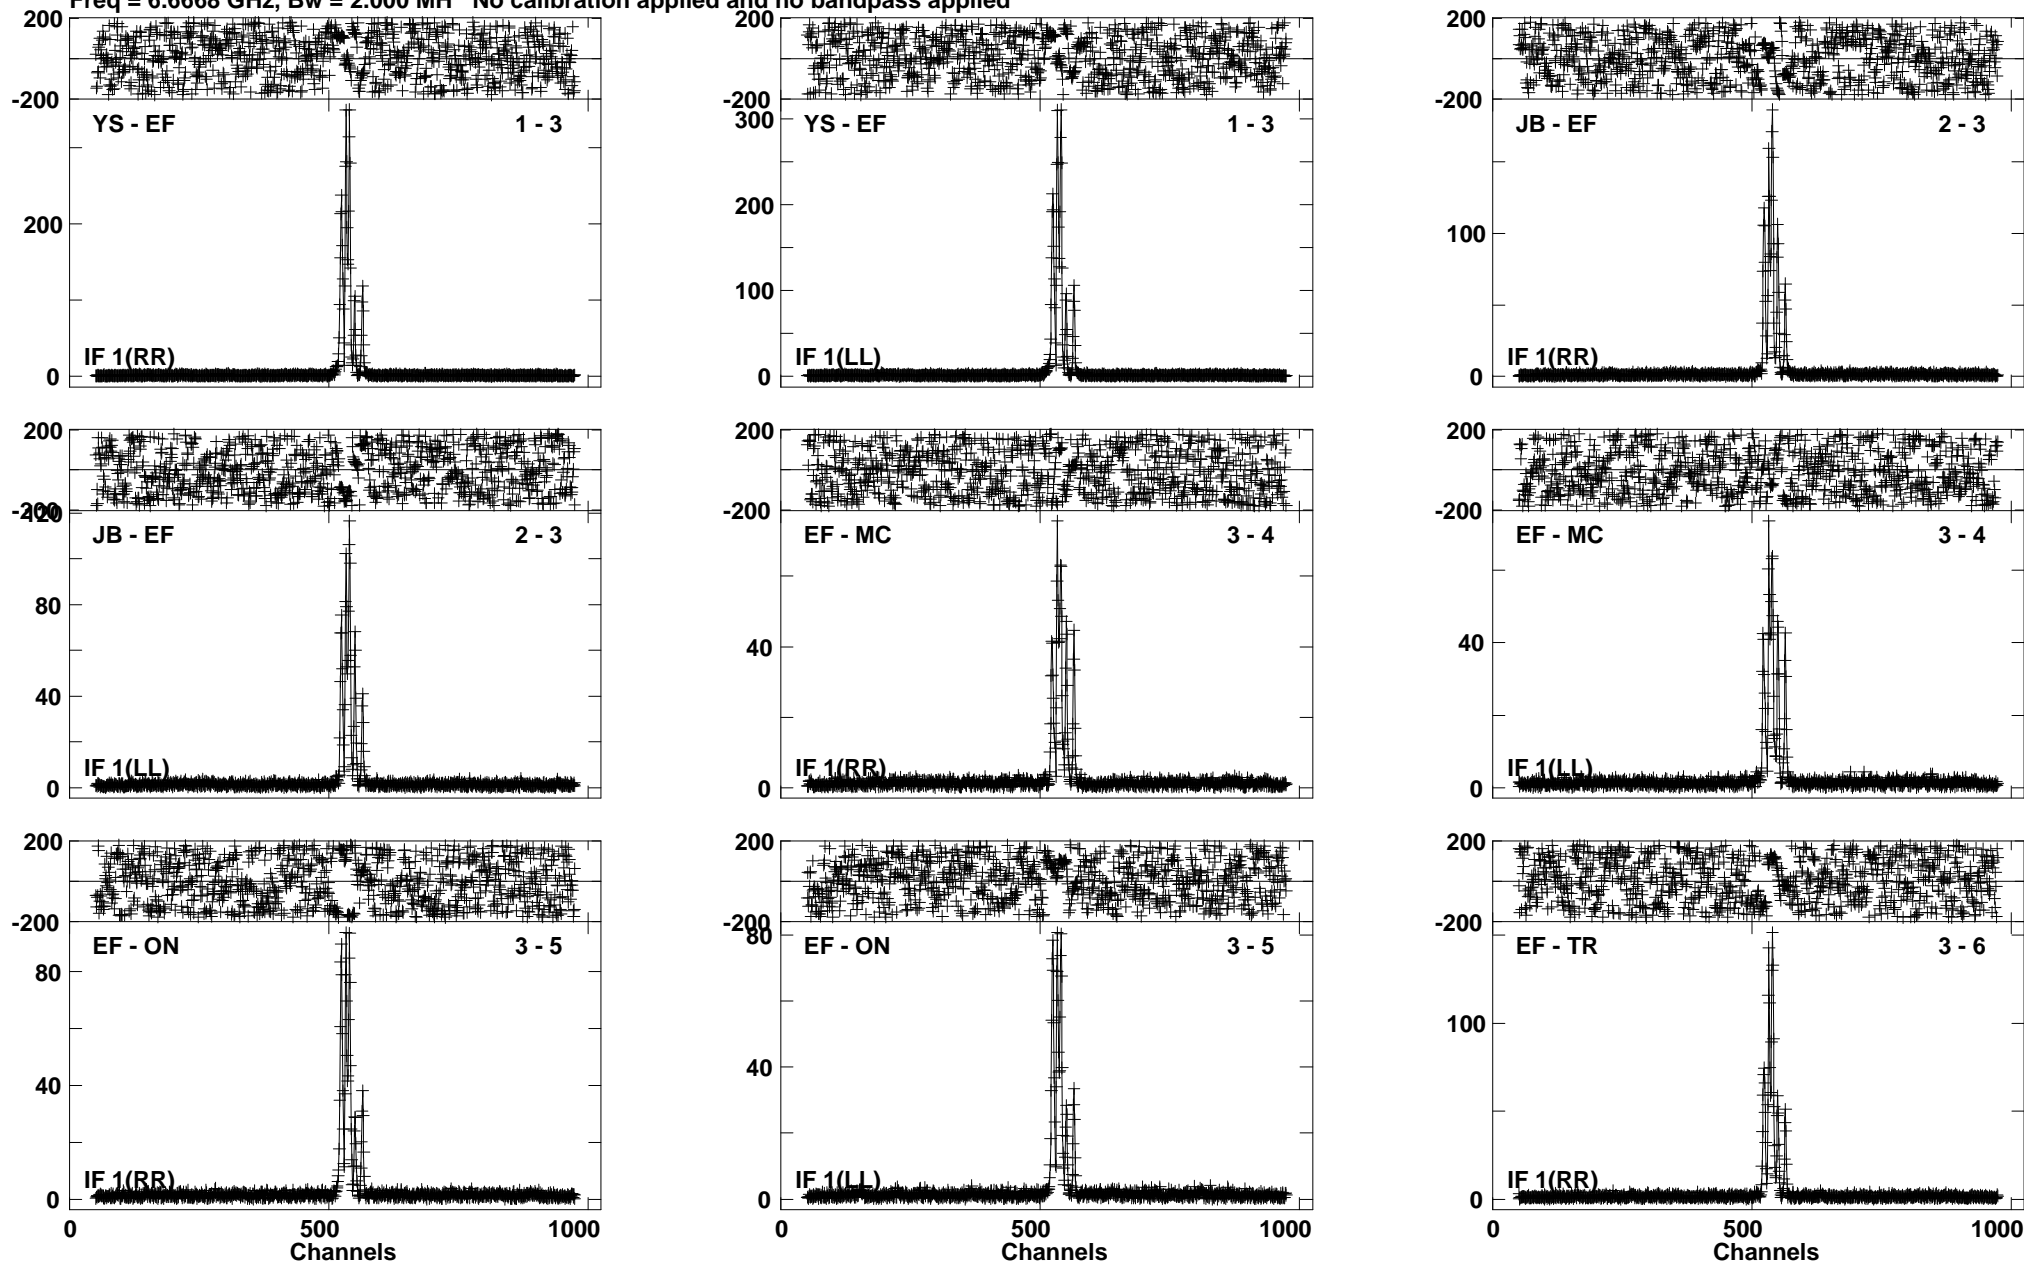 Freq = 6.6668 GHz, Bw = 2.000 MH No calibration applied and no bandpass applied
200
-200
YS - EF 1 - 3
200
0
IF 1(RR)
200
-200
300
YS - EF 1 - 3
200
100
0
IF 1(LL)
200
-200
JB - EF 2 - 3
100
0
IF 1(RR)
200
-200
120
JB - EF 2 - 3
80
40
0
IF 1(LL)
200
-200
EF - MC 3 - 4
40
0
IF 1(RR)
200
-200
EF - MC 3 - 4
40
0
IF 1(LL)
200
-200
EF - ON 3 - 5
80
40
0
IF 1(RR)
0 500 1000
Channels
200
-200
80
EF - ON 3 - 5
40
0
IF 1(LL)
0 500 1000
Channels
200
-200
EF - TR 3 - 6
100
0
IF 1(RR)
0 500 1000
Channels